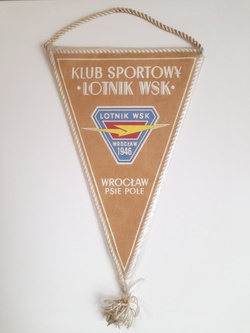 KLUB SPORTOWY
•LOTNIK WSK•
LOTNIK WSK
WROCŁAW
1946
WROCŁAW
PSIE POLE